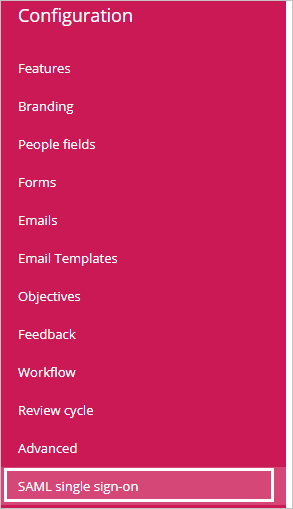 Configuration
Features
Branding
People fields
Forms
Emails
Email Templates
Objectives
Feedback
Workflow
Review cycle
Advanced
SAML single sign-on